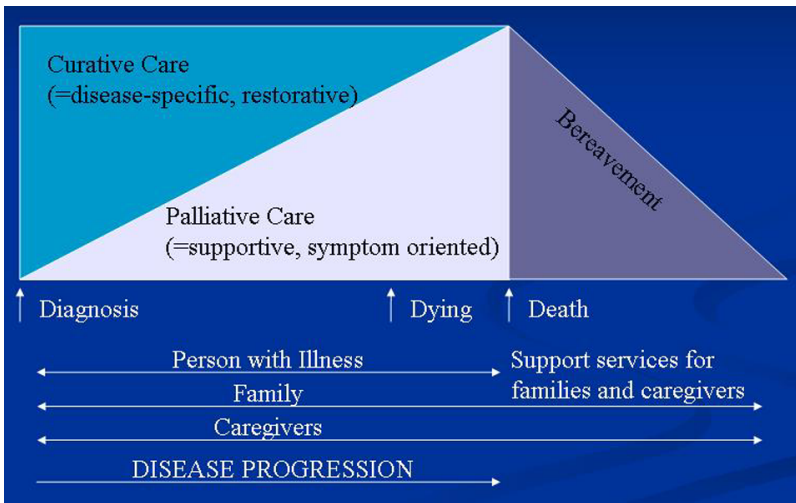 Curative Care
(=disease-specific, restorative)
Bereavement
Palliative Care
(=supportive, symptom oriented)
Diagnosis
Dying
Death
Person with Illness
Support services for
families and caregivers
Family
Caregivers
DISEASE PROGRESSION